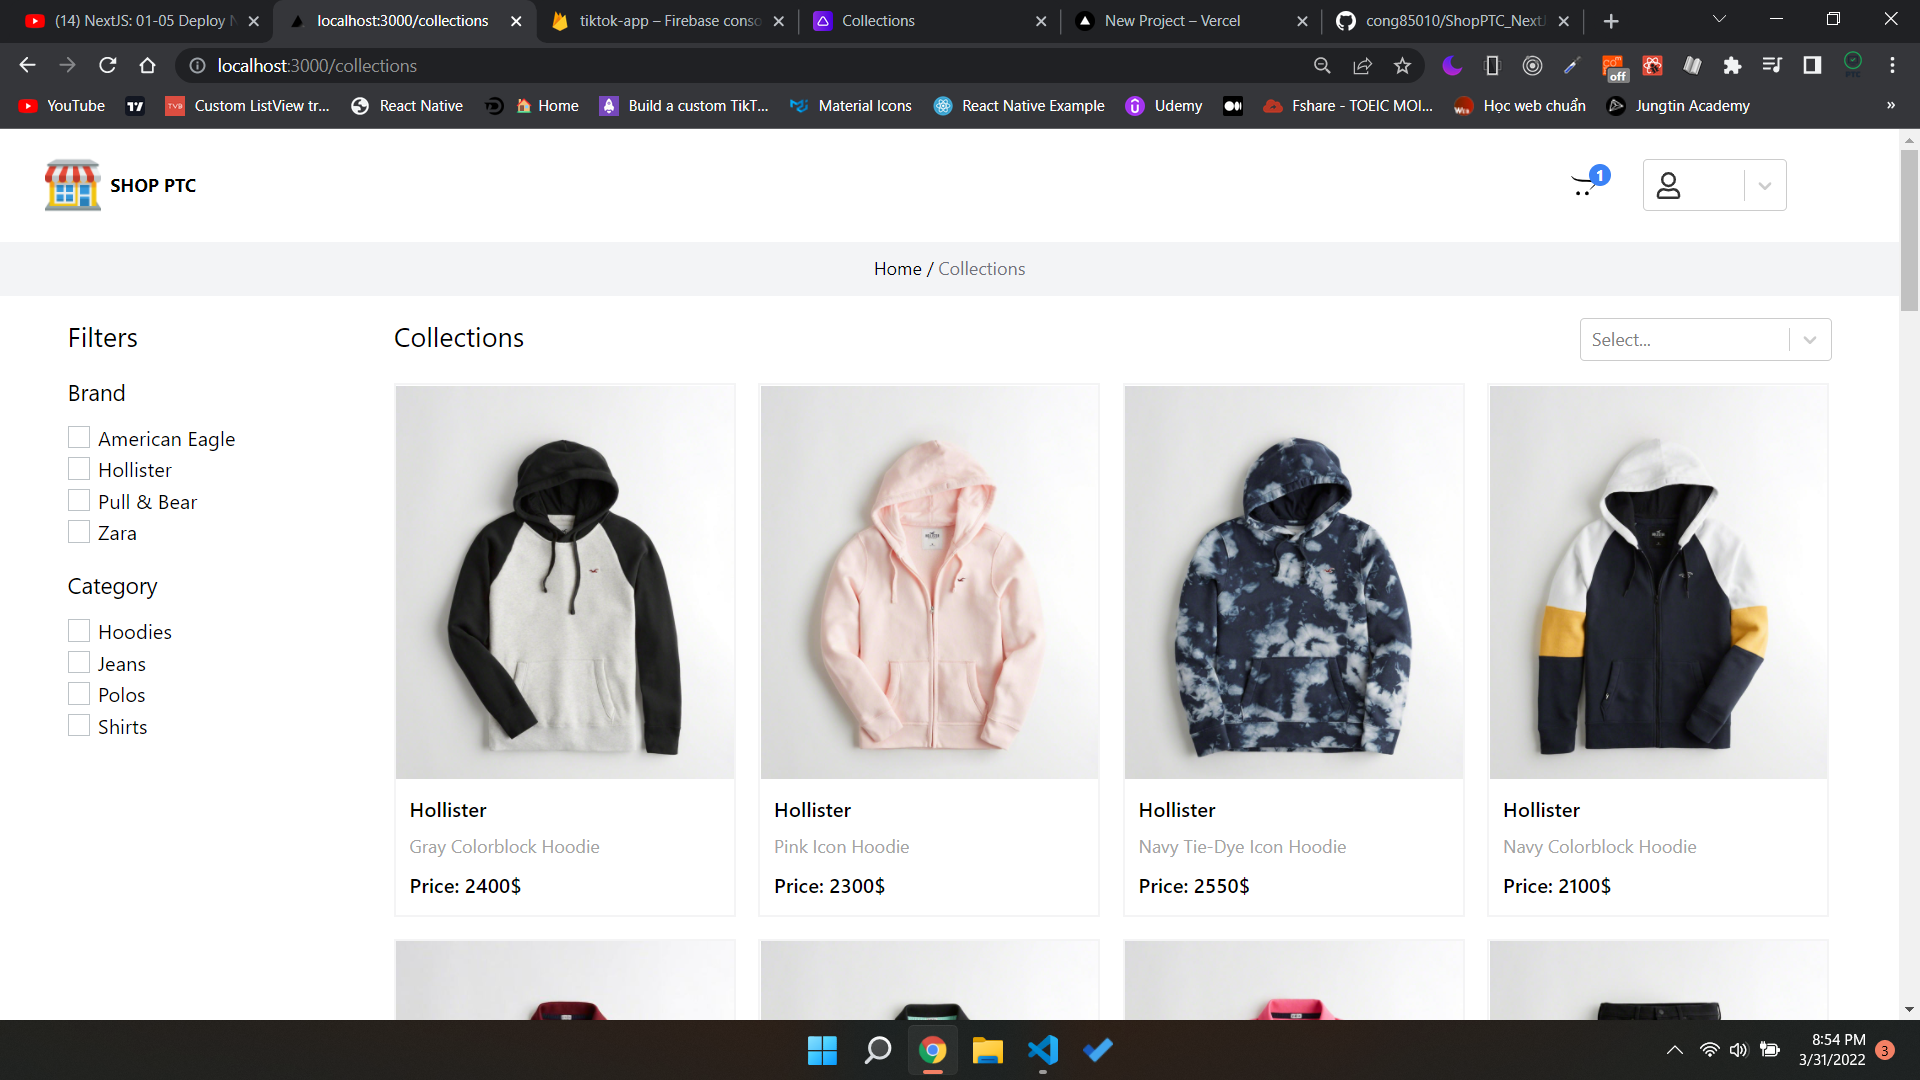 (14) NextJS: 01-05 Deploy N
localhost:3000/collections
tiktok-app – Firebase conso
Collections
New Project – Vercel
cong85010/ShopPTC_NextJ
localhost:3000/collections
off
PTC
YouTube
TVB
Custom ListView tr...
React Native
Home
Build a custom TikT...
Material Icons
React Native Example
Udemy
Fshare - TOEIC MOI...
Học web chuẩn
Jungtin Academy
»
SHOP PTC
1
Home / Collections
Filters
Collections
Select...
Brand
American Eagle
Hollister
Pull & Bear
Zara
Category
Hoodies
Jeans
Polos
Shirts
Hollister
Gray Colorblock Hoodie
Price: 2400$
Hollister
Pink Icon Hoodie
Price: 2300$
Hollister
Navy Tie-Dye Icon Hoodie
Price: 2550$
Hollister
Navy Colorblock Hoodie
Price: 2100$
8:54 PM
3/31/2022
3